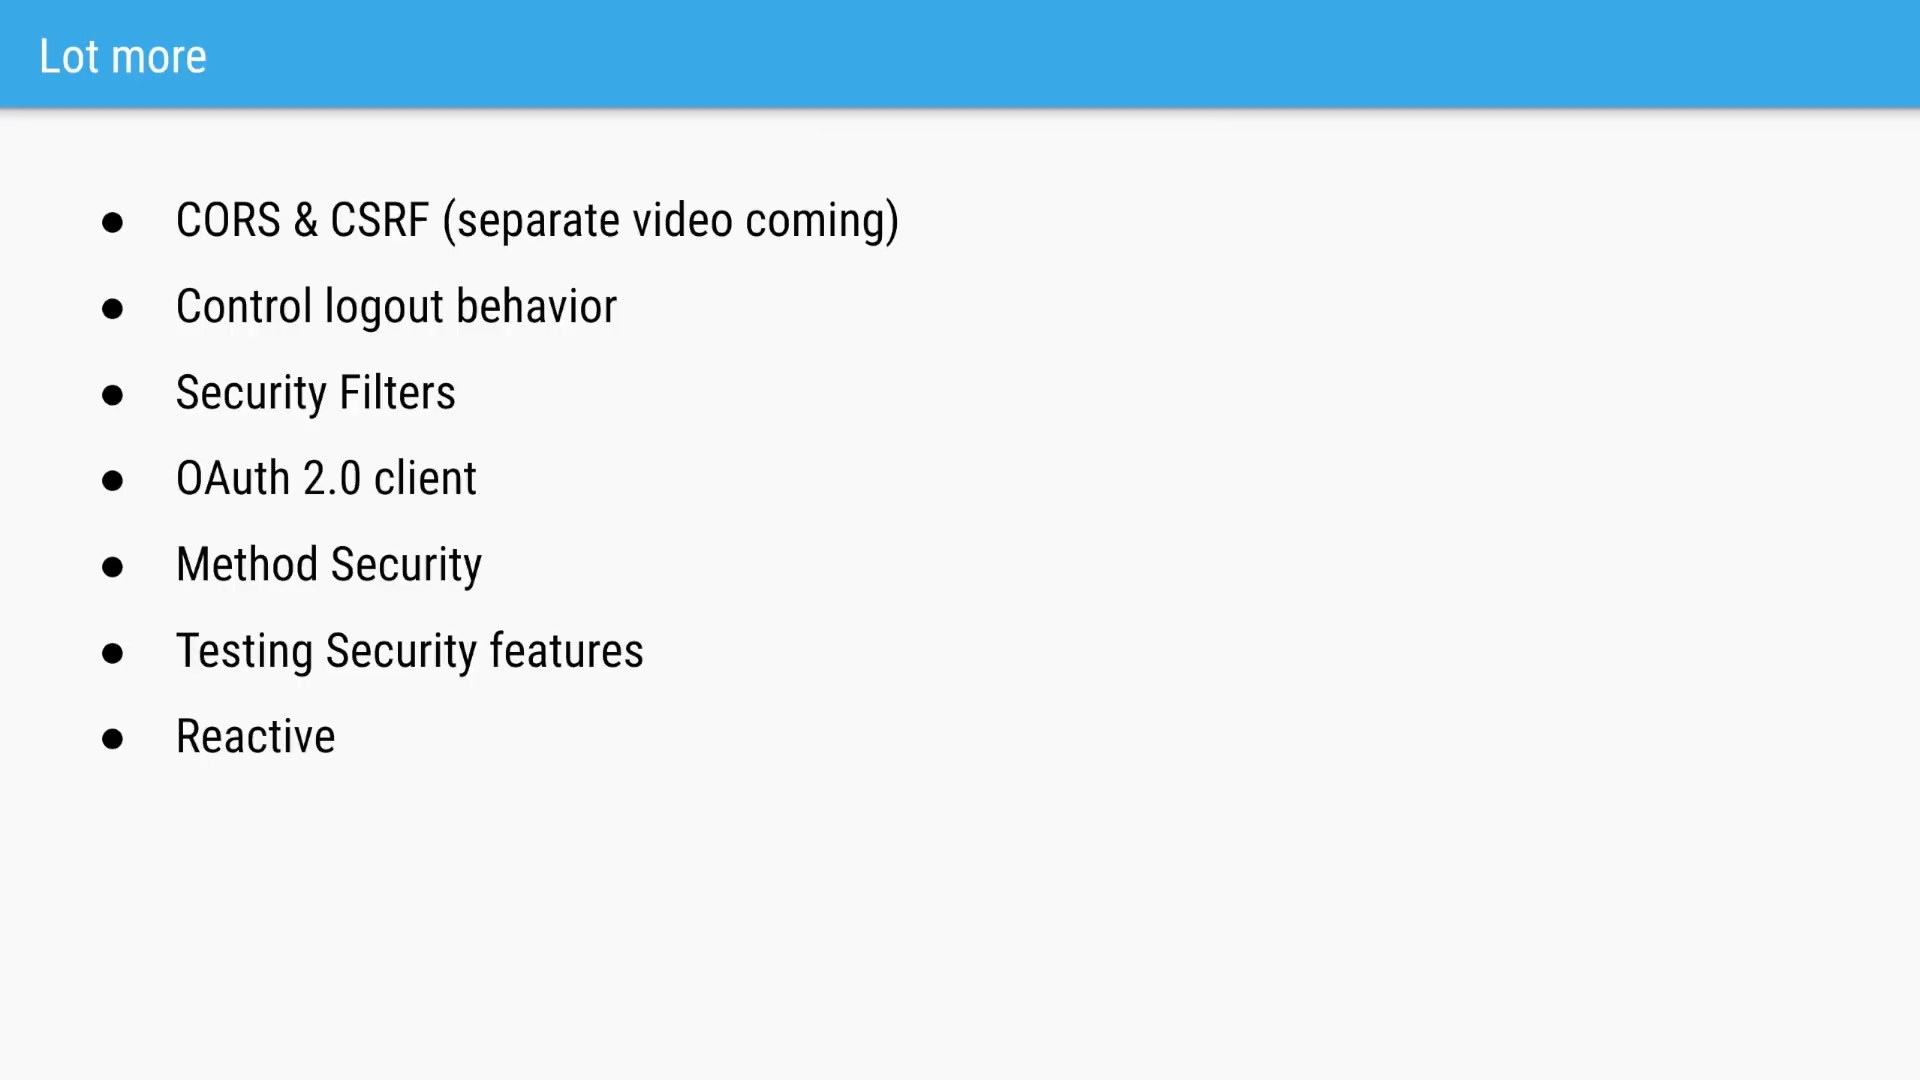 Lot more
● CORS & CSRF (separate video coming)
● Control logout behavior
● Security Filters
● OAuth 2.0 client
● Method Security
● Testing Security features
● Reactive